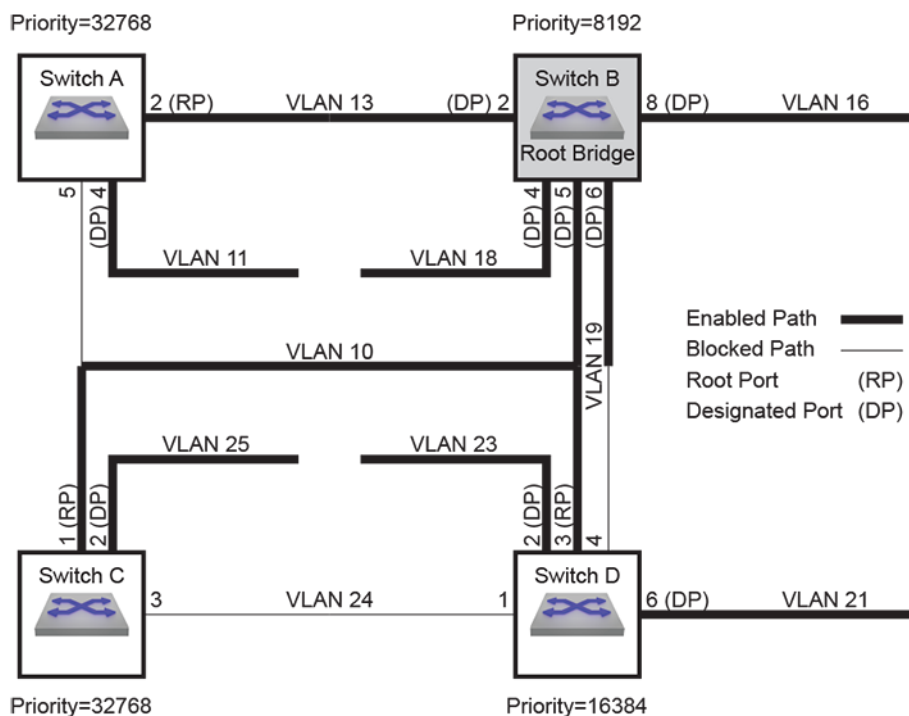 Priority=32768
Priority=8192
Switch A
Switch B
2 (RP)
VLAN 13
(DP) 2
8 (DP)
VLAN 16
Root Bridge
5
(DP) 4
(DP) 4
(DP) 5
(DP) 6
VLAN 11
VLAN 18
VLAN 19
Enabled Path
Blocked Path
Root Port (RP)
Designated Port (DP)
VLAN 10
VLAN 25
VLAN 23
1 (RP)
2 (DP)
2 (DP)
3 (RP)
4
Switch C
Switch D
3
VLAN 24
1
6 (DP)
VLAN 21
Priority=32768
Priority=16384